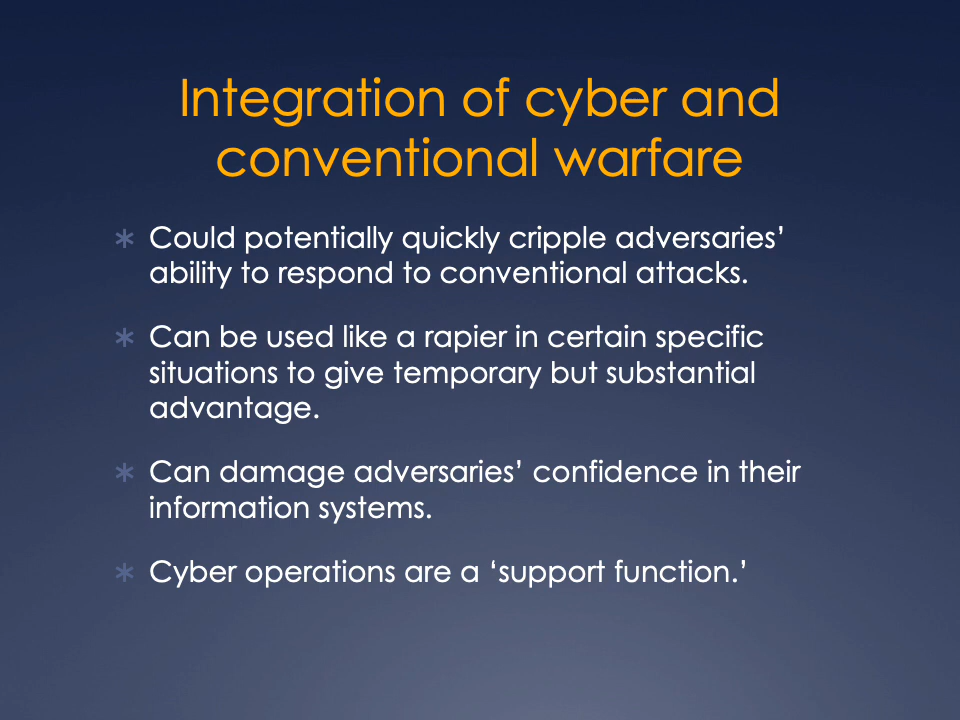 Integration of cyber and
conventional warfare
Could potentially quickly cripple adversaries’
ability to respond to conventional attacks.
Can be used like a rapier in certain specific
situations to give temporary but substantial
advantage.
Can damage adversaries’ confidence in their
information systems.
Cyber operations are a ‘support function.’